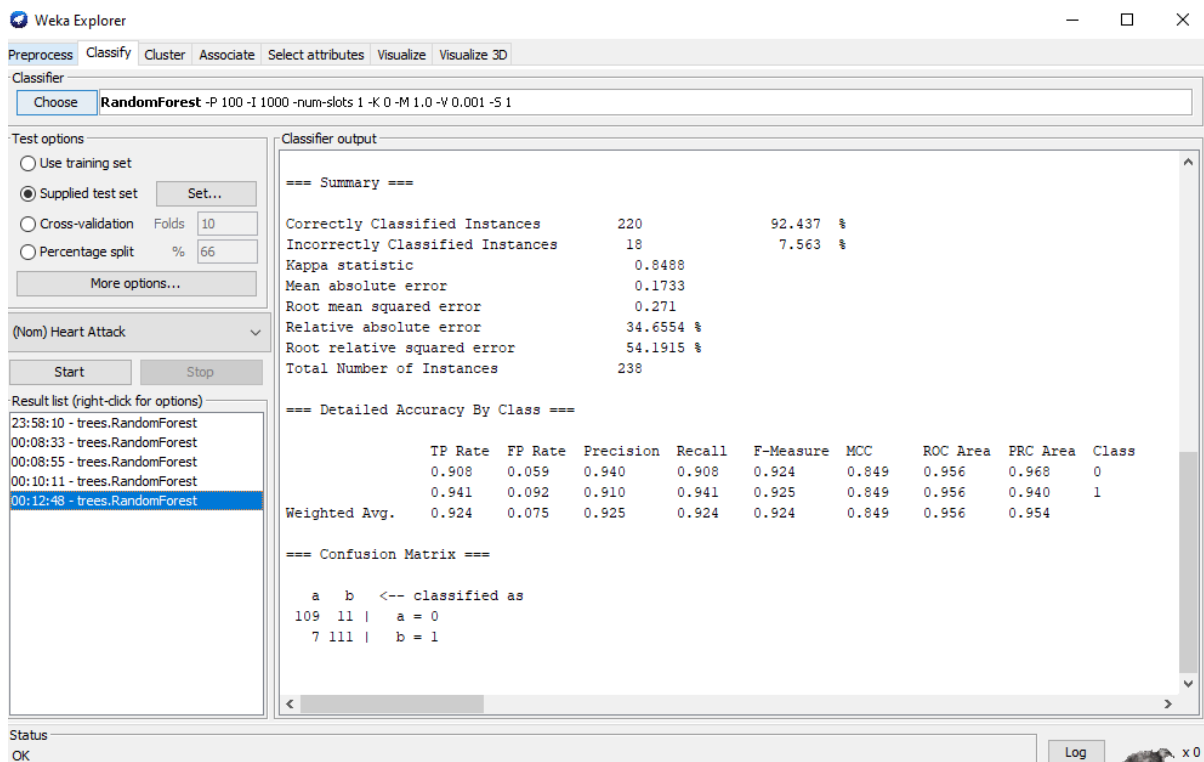 Weka Explorer
Preprocess Classify Cluster Associate Select attributes Visualize Visualize 3D
Classifier
Choose RandomForest -P 100 -I 1000 -num-slots 1 -K 0 -M 1.0 -V 0.001 -S 1
Test options
Use training set
Supplied test set Set...
Cross-validation Folds 10
Percentage split % 66
More options...
(Nom) Heart Attack
Start Stop
Result list (right-click for options)
23:58:10 - trees.RandomForest
00:08:33 - trees.RandomForest
00:08:55 - trees.RandomForest
00:10:11 - trees.RandomForest
00:12:48 - trees.RandomForest
Classifier output
=== Summary ===
Correctly Classified Instances 220 92.437 %
Incorrectly Classified Instances 18 7.563 %
Kappa statistic 0.8488
Mean absolute error 0.1733
Root mean squared error 0.271
Relative absolute error 34.6554 %
Root relative squared error 54.1915 %
Total Number of Instances 238
=== Detailed Accuracy By Class ===
TP Rate FP Rate Precision Recall F-Measure MCC ROC Area PRC Area Class
0.908 0.059 0.940 0.908 0.924 0.849 0.956 0.968 0
0.941 0.092 0.910 0.941 0.925 0.849 0.956 0.940 1
Weighted Avg. 0.924 0.075 0.925 0.924 0.924 0.849 0.956 0.954
=== Confusion Matrix ===
a b <-- classified as
109 11 | a = 0
7 111 | b = 1
Status
OK
Log x 0